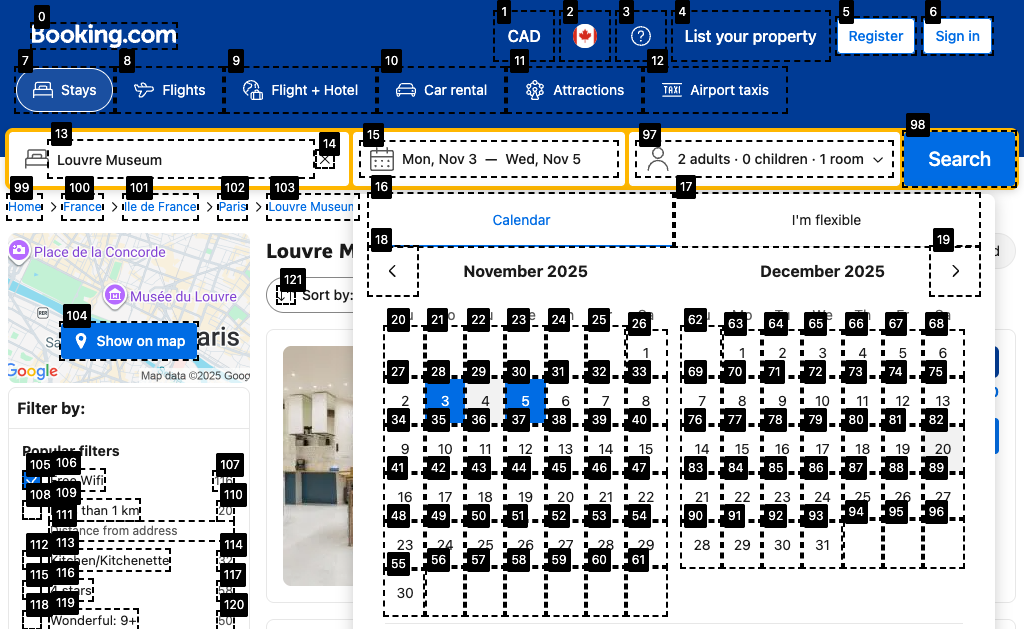 0 1 2 3 4 5 6
Booking.com CAD List your property Register Sign in
7 8 9 10 11 12
Stays Flights Flight + Hotel Car rental Attractions Airport taxis
13 14 15 97 98
Louvre Museum Mon, Nov 3 — Wed, Nov 5 2 adults · 0 children · 1 room Search
99 100 101 102 103 16 17
Home France Ile de France Paris Louvre Museum
Calendar I'm flexible
18 19
Place de la Concorde
Musée du Louvre
RER
104
Show on map
Paris
Google Map data ©2025
Louvre M
121
Sort by:
November 2025 December 2025
20 21 22 23 24 25 26 62 63 64 65 66 67 68
1 1 2 3 4 5 6
27 28 29 30 31 32 33 69 70 71 72 73 74 75
2 3 4 5 6 7 8 7 8 9 10 11 12 13
34 35 36 37 38 39 40 76 77 78 79 80 81 82
9 10 11 12 13 14 15 14 15 16 17 18 19 20
41 42 43 44 45 46 47 83 84 85 86 87 88 89
16 17 18 19 20 21 22 21 22 23 24 25 26 27
48 49 50 51 52 53 54 90 91 92 93 94 95 96
23 24 25 26 27 28 29 28 29 30 31
55 56 57 58 59 60 61
30
Filter by:
Popular filters
105 106 107
Free Wifi
108 109 110
than 1 km 20
111
Distance from address
112 113 114
Kitchen/Kitchenette
115 116 117
4 stars
118 119 120
Wonderful: 9+ 50